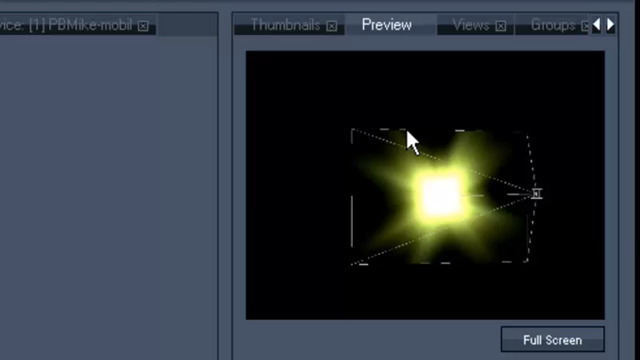 vice: [1] PBMike-mobil
Thumbnails
Preview
Views
Groups
Full Screen